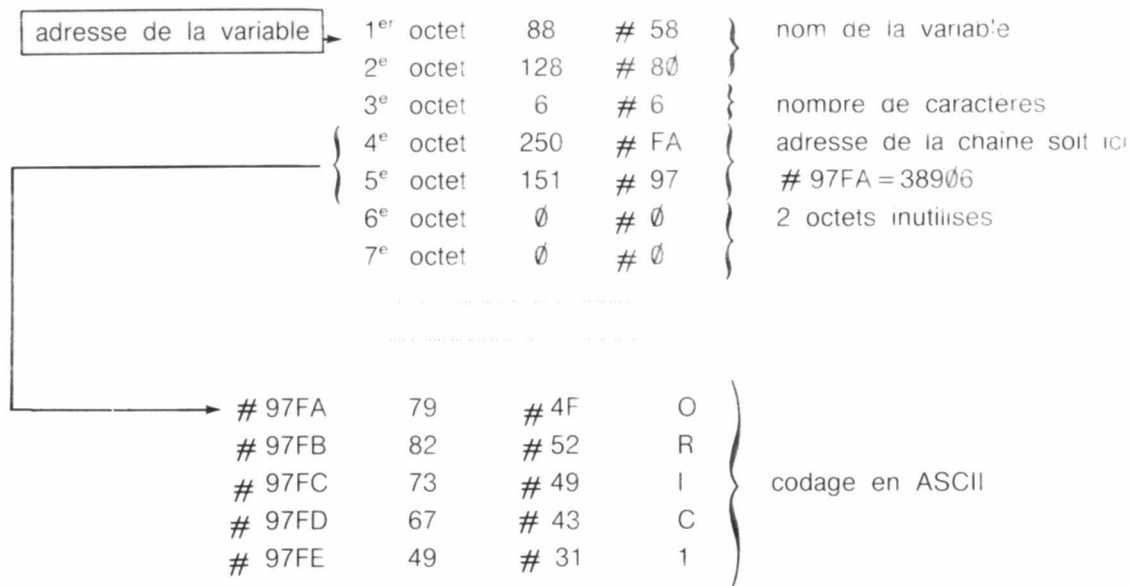 adresse de la variable 1er octet 88 # 58 nom de la variable
2e octet 128 # 8Ø
3e octet 6 # 6 nombre de caractères
4e octet 250 # FA adresse de la chaine soit ici
5e octet 151 # 97 # 97FA = 389Ø6
6e octet Ø # Ø 2 octets inutilises
7e octet Ø # Ø
# 97FA 79 # 4F O
# 97FB 82 # 52 R
# 97FC 73 # 49 I codage en ASCII
# 97FD 67 # 43 C
# 97FE 49 # 31 1